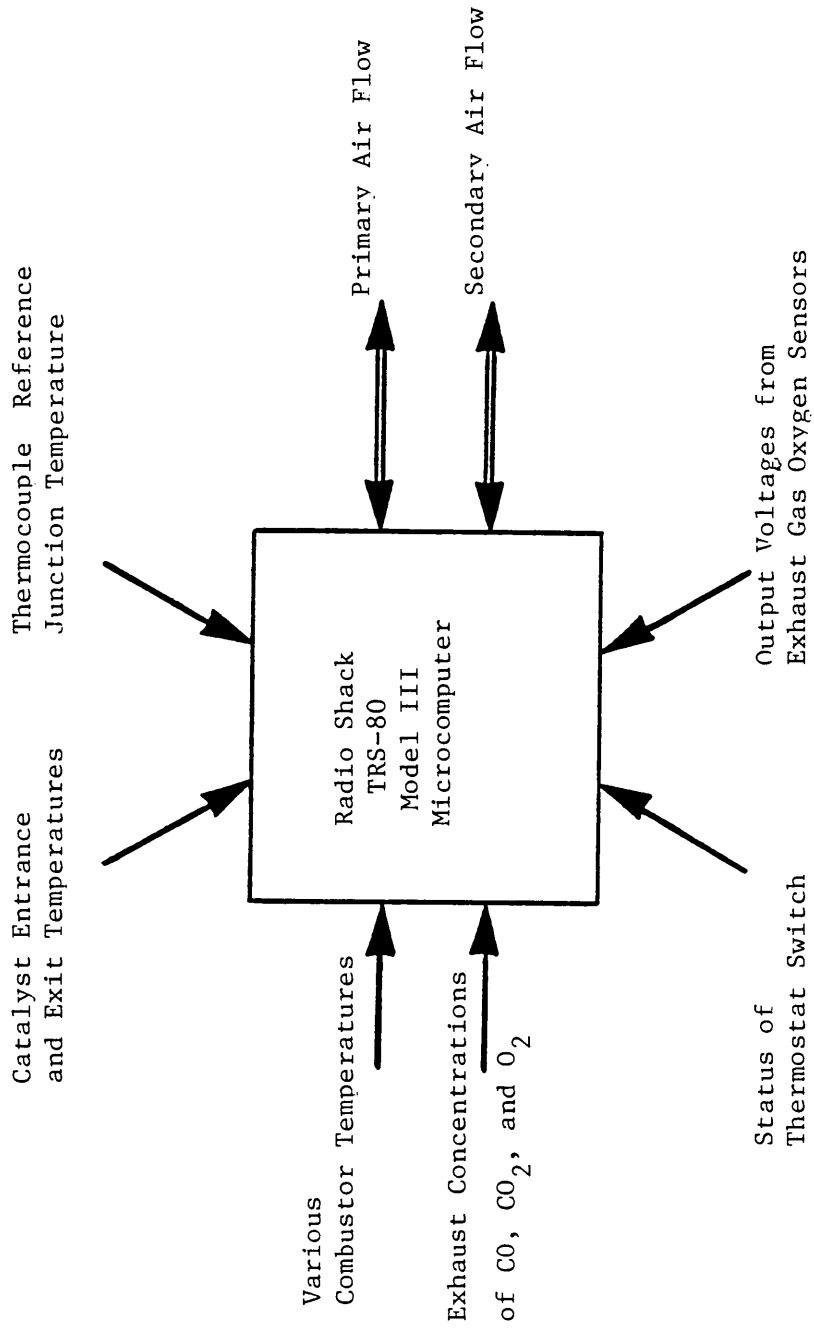 Catalyst Entrance
and Exit Temperatures
Thermocouple Reference
Junction Temperature
Various
Combustor Temperatures
Exhaust Concentrations
of CO, CO₂, and O₂
Radio Shack
TRS-80
Model III
Microcomputer
Primary Air Flow
Secondary Air Flow
Status of
Thermostat Switch
Output Voltages from
Exhaust Gas Oxygen Sensors